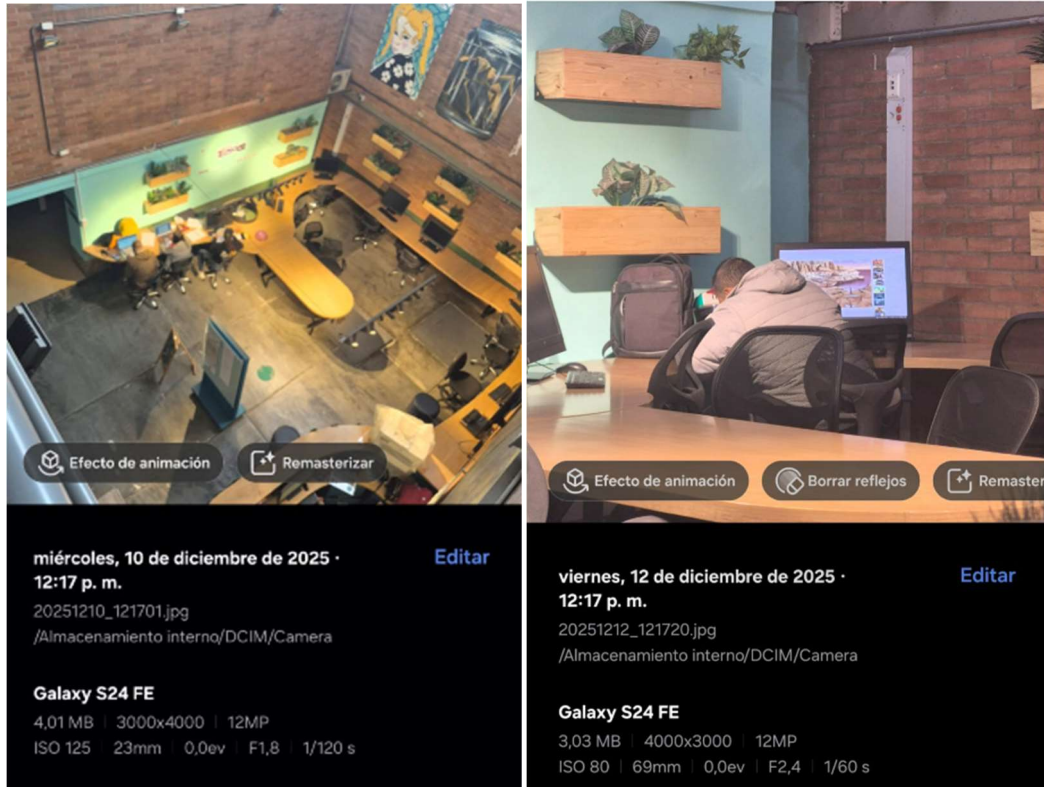 Efecto de animación
Remasterizar
miércoles, 10 de diciembre de 2025 ·
12:17 p. m.
Editar
20251210_121701.jpg
/Almacenamiento interno/DCIM/Camera
Galaxy S24 FE
4,01 MB | 3000x4000 | 12MP
ISO 125 | 23mm | 0,0ev | F1,8 | 1/120 s
Efecto de animación
Borrar reflejos
Remaster
viernes, 12 de diciembre de 2025 ·
12:17 p. m.
Editar
20251212_121720.jpg
/Almacenamiento interno/DCIM/Camera
Galaxy S24 FE
3,03 MB | 4000x3000 | 12MP
ISO 80 | 69mm | 0,0ev | F2,4 | 1/60 s